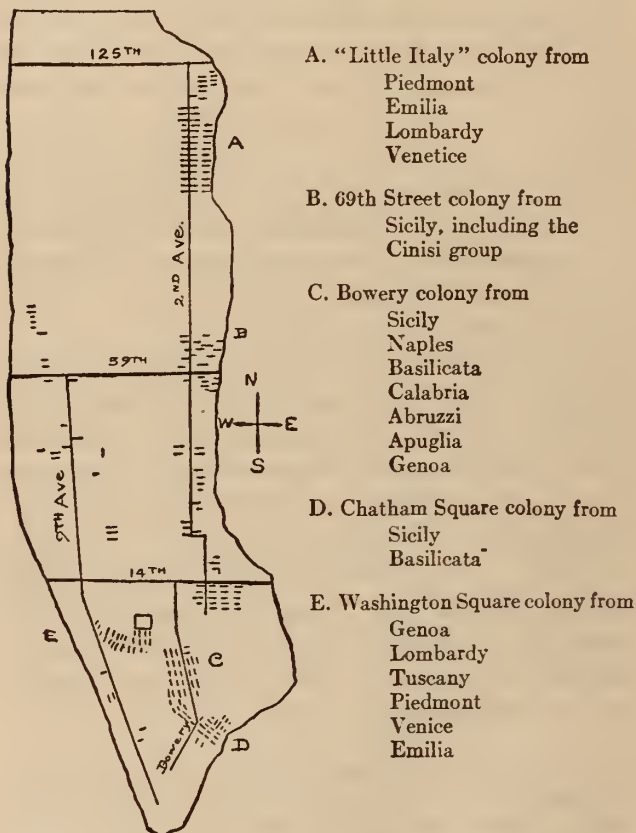 125TH
A
2ND AVE.
B
59TH
N
W E
S
9TH AVE
14TH
E
C
D
Bowery
A. "Little Italy" colony from
Piedmont
Emilia
Lombardy
Venetice
B. 69th Street colony from
Sicily, including the
Cinisi group
C. Bowery colony from
Sicily
Naples
Basilicata
Calabria
Abruzzi
Apuglia
Genoa
D. Chatham Square colony from
Sicily
Basilicata
E. Washington Square colony from
Genoa
Lombardy
Tuscany
Piedmont
Venice
Emilia